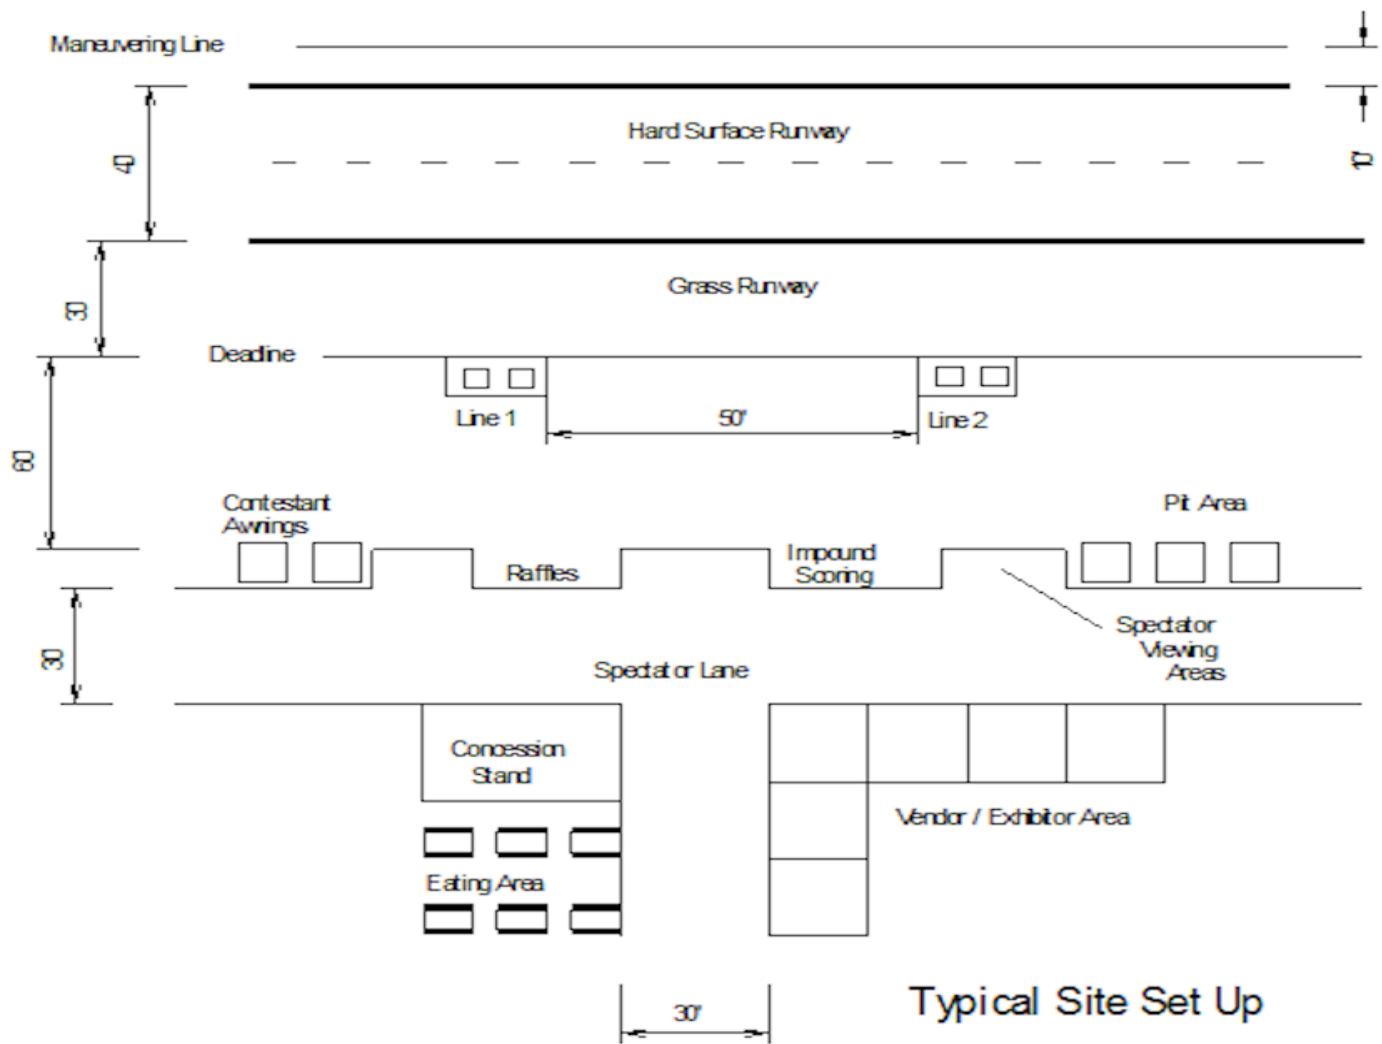 Maneuvering Line
Hard Surface Runway
40
10'
Grass Runway
30
Deadline
Line 1
50'
Line 2
60
Contestant
Awnings
Pit Area
Raffles
Impound
Scoring
Spectator
Viewing
Areas
30
Spectator Lane
Concession
Stand
Vendor / Exhibitor Area
Eating Area
30'
Typical Site Set Up